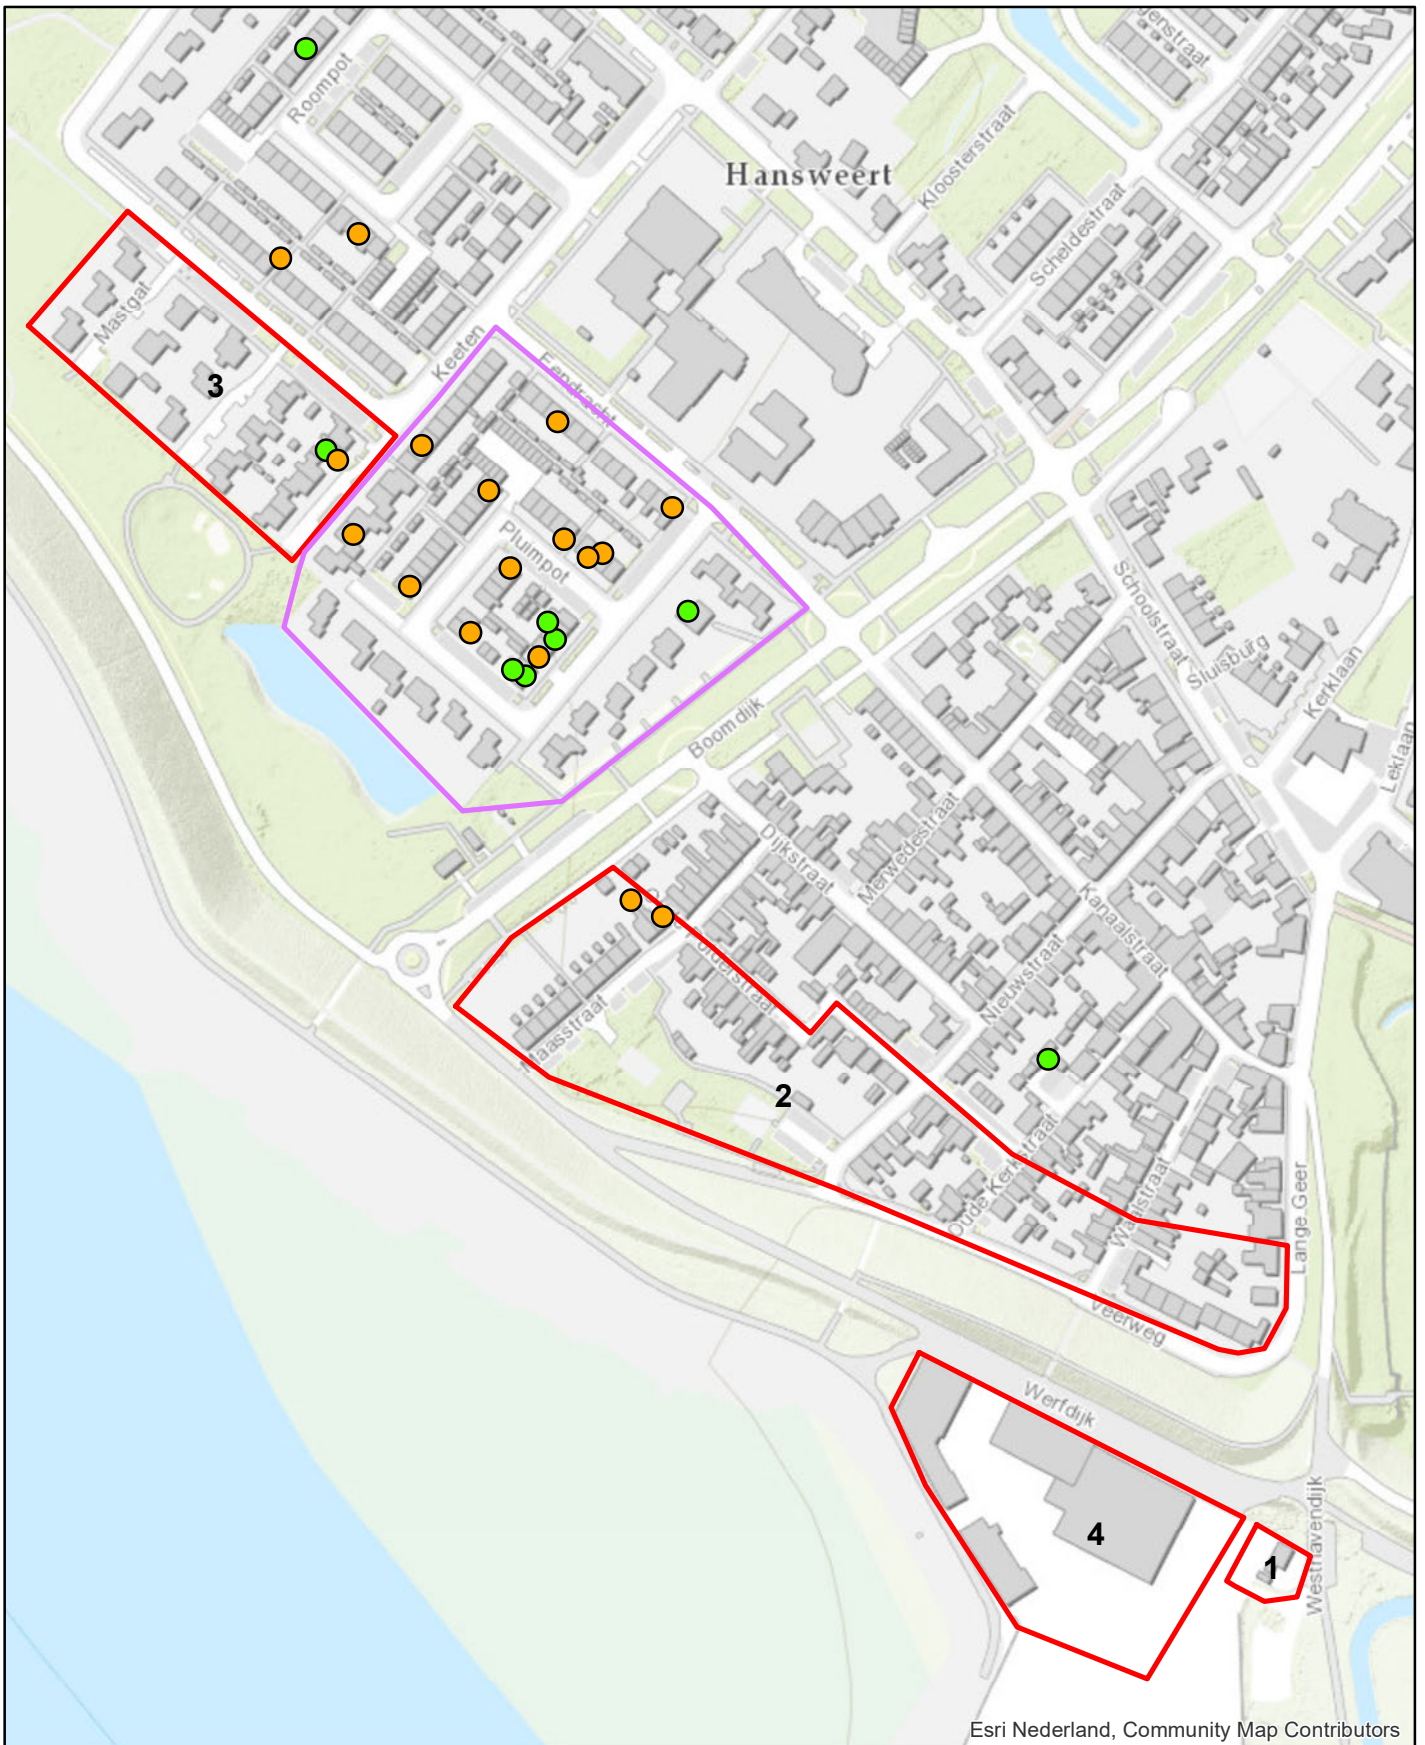 Roompot
Hansweert
Kloosterstraat
Scheldestraat
Mastgat
Keeten
Eendracht
3
Pluimpot
Schoolstraat
Sluisburg
Kerklaan
Leklaan
Boomdijk
Dijkstraat
Merwedestraat
Kanaalstraat
Nieuwstraat
Maasstraat
2
Oude Kerkstraat
Waalstraat
Lange Geer
Veerweg
Werfdijk
4
1
Westhavendijk
Esri Nederland, Community Map Contributors